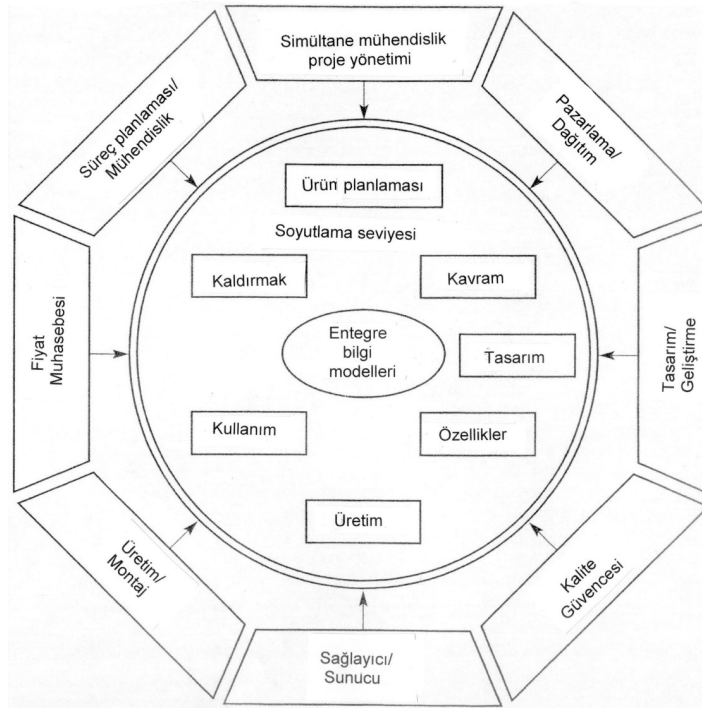 Simültane mühendislik
proje yönetimi
Süreç planlaması/
Mühendislik
Pazarlama/
Dağıtım
Ürün planlaması
Soyutlama seviyesi
Kaldırmak
Kavram
Fiyat
Muhasebesi
Entegre
bilgi
modelleri
Tasarım
Tasarım/
Geliştirme
Kullanım
Özellikler
Üretim
Üretim/
Montaj
Kalite
Güvencesi
Sağlayıcı/
Sunucu